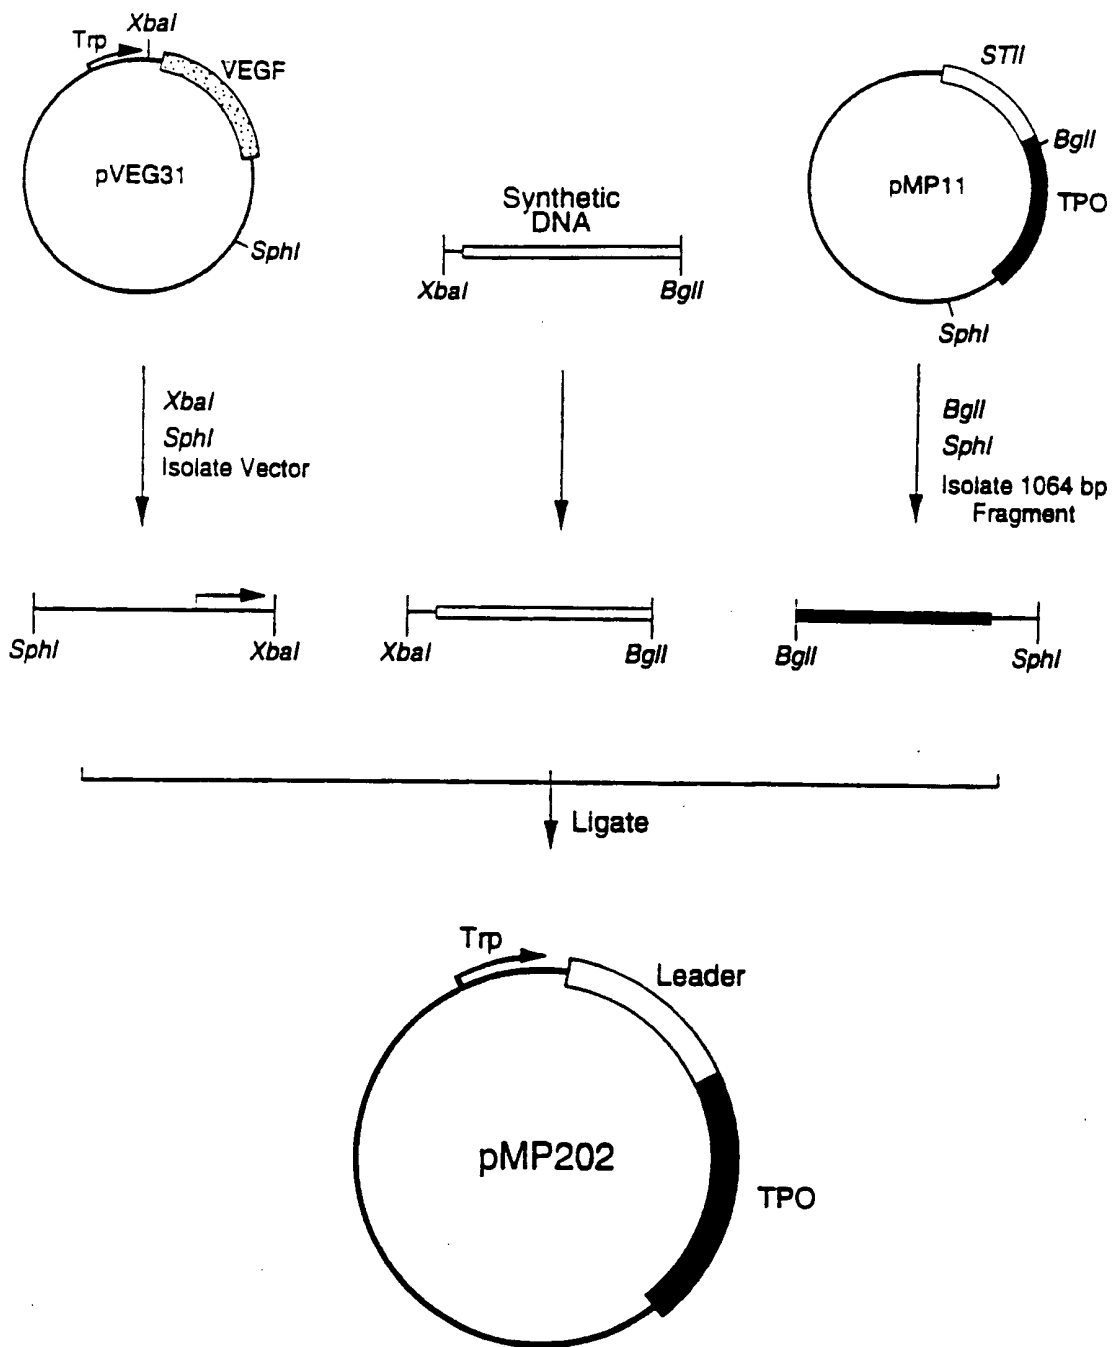 XbaI
Trp
VEGF
pVEG31
SphI
Synthetic
DNA
XbaI
BglI
STII
BglI
pMP11
TPO
SphI
XbaI
SphI
Isolate Vector
BglI
SphI
Isolate 1064 bp
Fragment
SphI
XbaI
XbaI
BglI
BglI
SphI
Ligate
Trp
Leader
pMP202
TPO